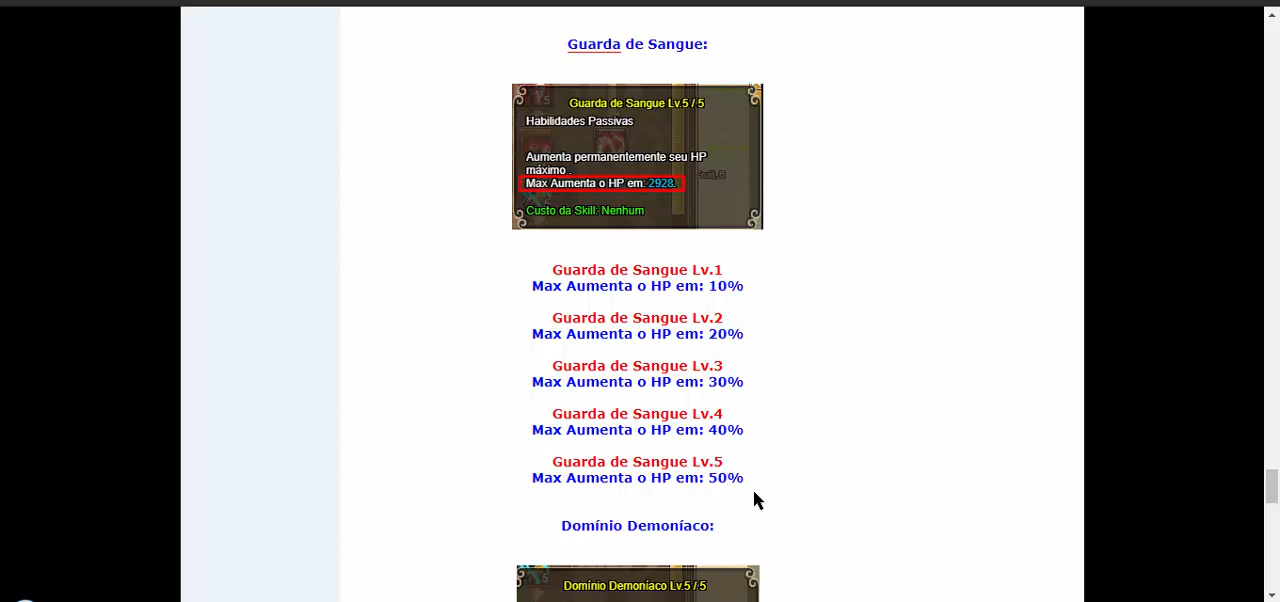 Guarda de Sangue:
Guarda de Sangue Lv.5 / 5
Habilidades Passivas
Aumenta permanentemente seu HP
máximo .
Max Aumenta o HP em: 2928.
Custo da Skill: Nenhum
Guarda de Sangue Lv.1
Max Aumenta o HP em: 10%
Guarda de Sangue Lv.2
Max Aumenta o HP em: 20%
Guarda de Sangue Lv.3
Max Aumenta o HP em: 30%
Guarda de Sangue Lv.4
Max Aumenta o HP em: 40%
Guarda de Sangue Lv.5
Max Aumenta o HP em: 50%
Domínio Demoníaco:
Domínio Demoníaco Lv.5 / 5